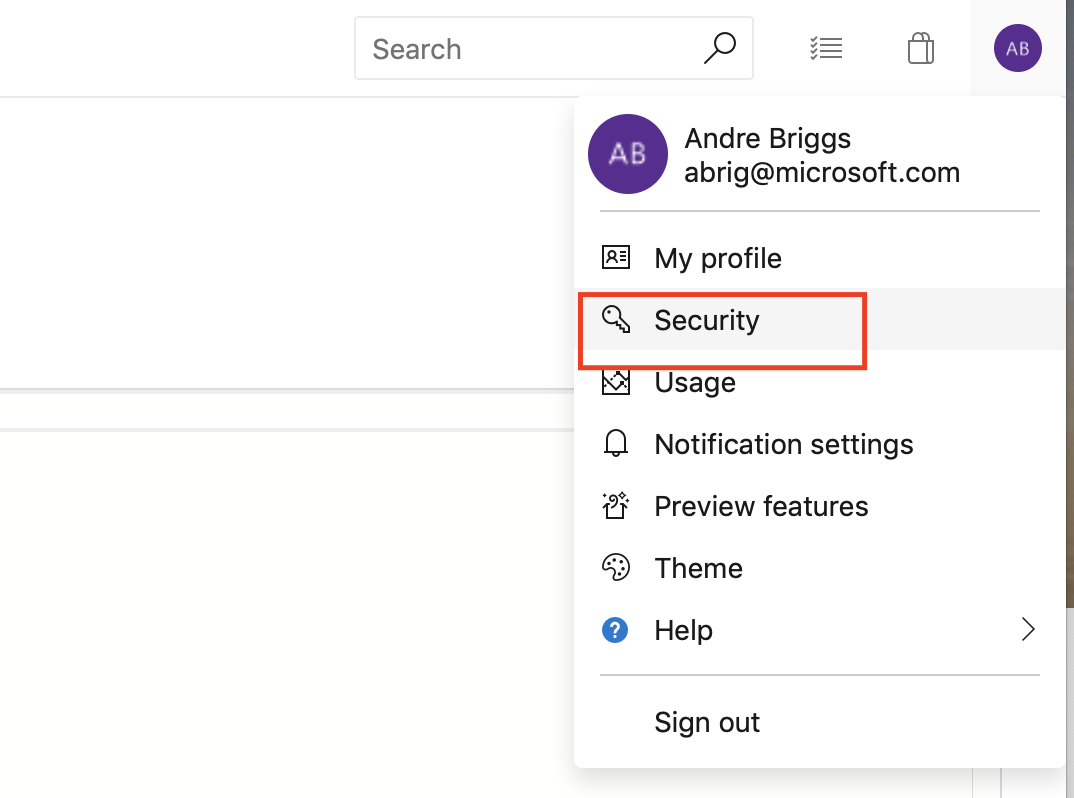 Search
AB
AB
Andre Briggs
abrig@microsoft.com
My profile
Security
Usage
Notification settings
Preview features
Theme
?
Help
Sign out